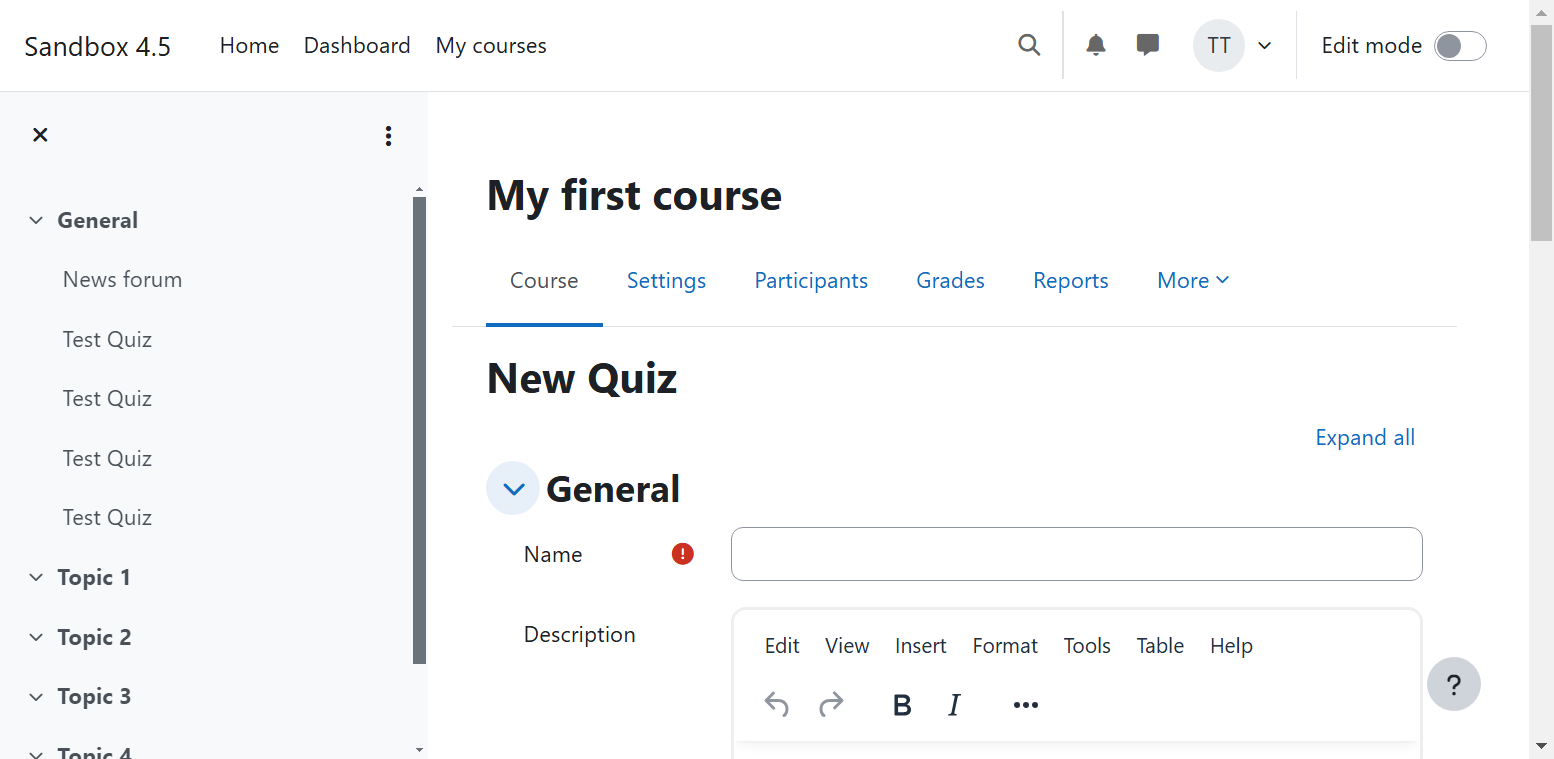 Sandbox 4.5 Home Dashboard My courses TT Edit mode
General
News forum
Test Quiz
Test Quiz
Test Quiz
Test Quiz
Topic 1
Topic 2
Topic 3
Topic 4
My first course
Course Settings Participants Grades Reports More
New Quiz
Expand all
General
Name
Description
Edit View Insert Format Tools Table Help
B I
?